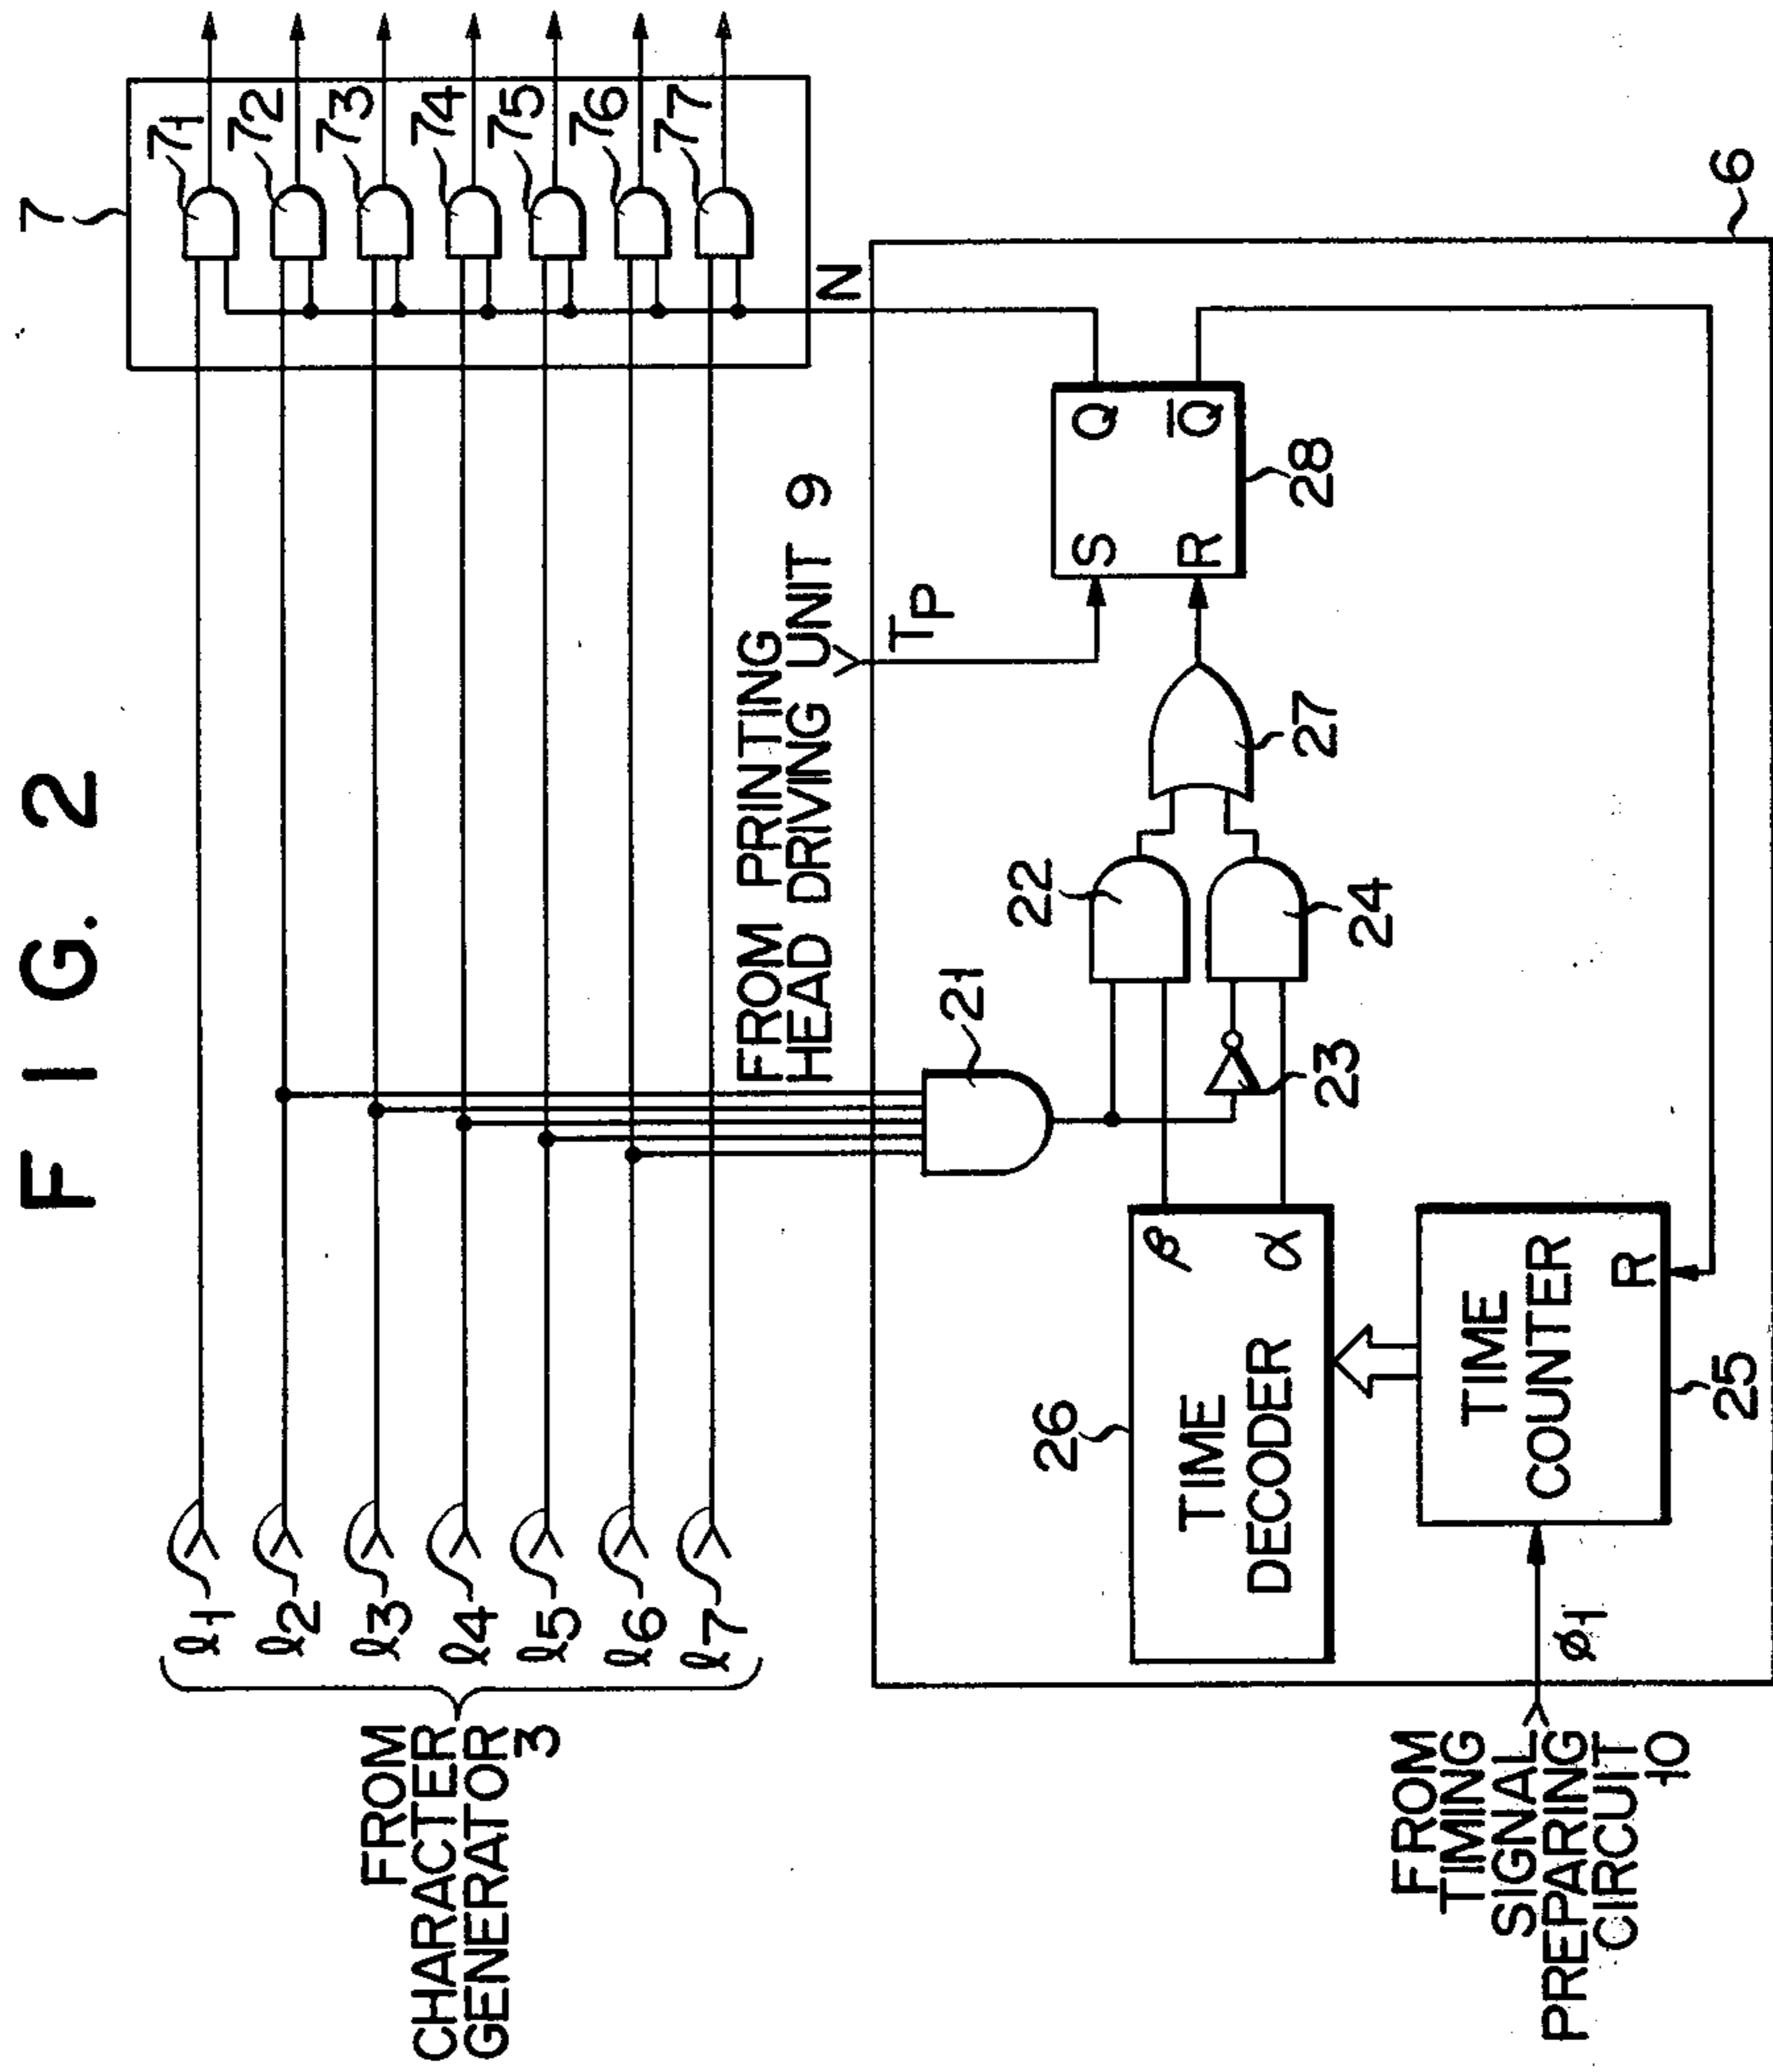 FIG. 2
7
71
72
73
74
75
76
77
ℓ1
ℓ2
ℓ3
ℓ4
ℓ5
ℓ6
ℓ7
FROM
CHARACTER
GENERATOR
3
FROM PRINTING
HEAD DRIVING UNIT 9
N
TP
6
21
22
23
24
27
S
Q
R
Q̅
28
26
TIME
DECODER
β
α
TIME
COUNTER
R
25
φ1
FROM
TIMING
SIGNAL
PREPARING
CIRCUIT
10